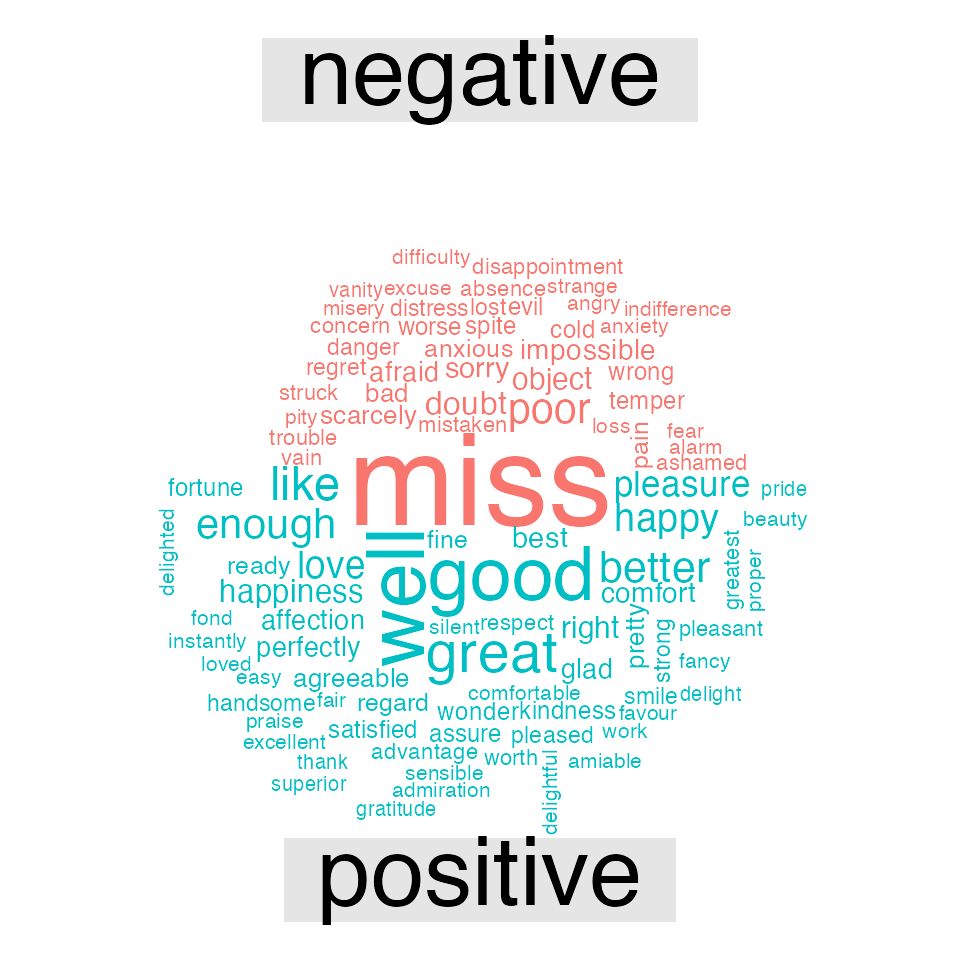 negative
difficulty
disappointment
vanity excuse absence strange
misery distress lost evil angry indifference
concern worse spite cold anxiety
danger anxious impossible
regret afraid sorry object wrong
struck bad doubt poor temper
pity scarcely mistaken loss pain fear
trouble alarm
vain miss ashamed
fortune like pleasure pride
delighted enough happy beauty
well fine best greatest proper
ready love good better
happiness comfort
fond affection silent respect right pretty strong pleasant
instantly perfectly great
loved easy agreeable glad fancy
handsome fair regard comfortable smile delight
praise wonder kindness favour
excellent satisfied assure pleased work
thank advantage worth delightful amiable
superior sensible
admiration
gratitude
positive